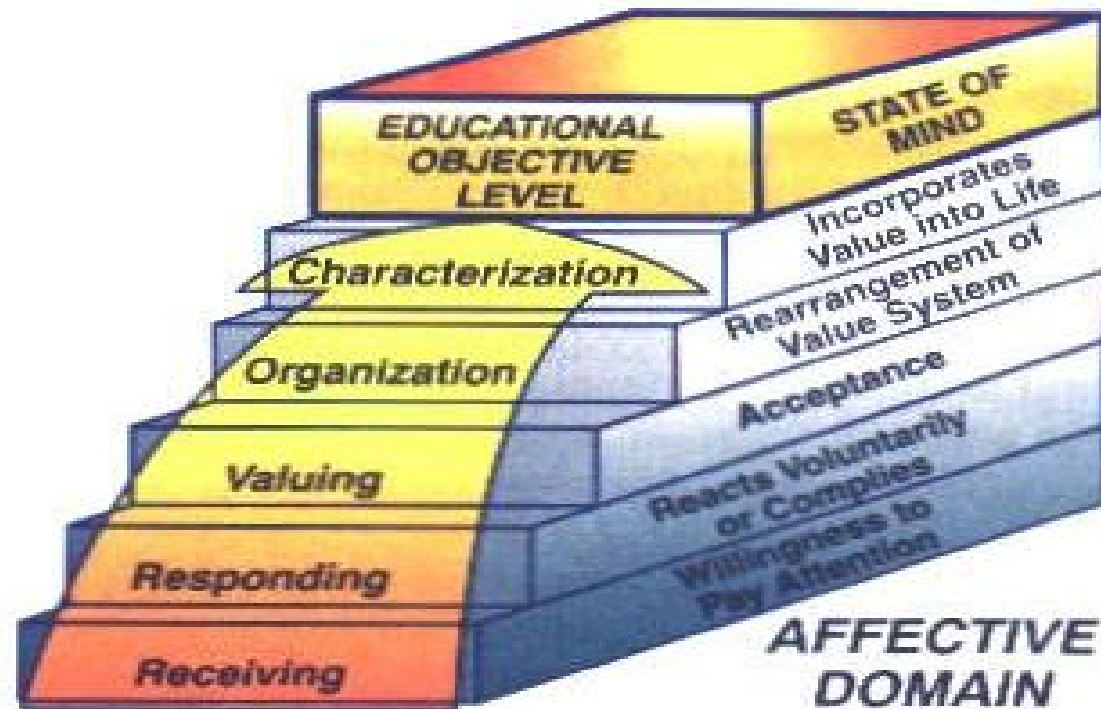 EDUCATIONAL
OBJECTIVE
LEVEL
STATE OF
MIND
Characterization
Incorporates
Value into Life
Organization
Rearrangement of
Value System
Valuing
Acceptance
Responding
Reacts Voluntarily
or Complies
Receiving
Willingness to
Pay Attention
AFFECTIVE
DOMAIN